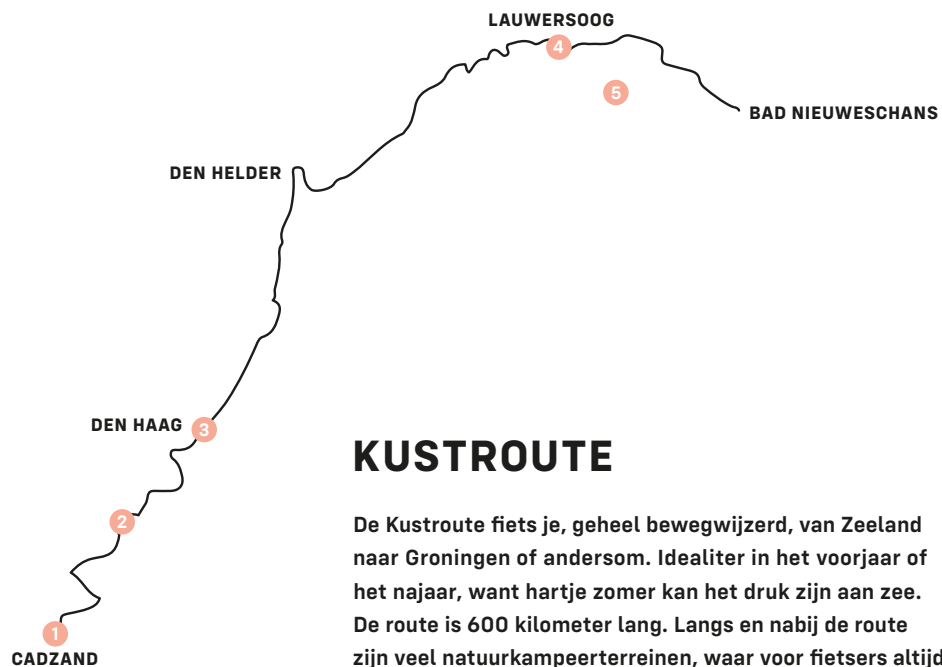 LAUWERSOOG
4
5
BAD NIEUWESCHANS
DEN HELDER
DEN HAAG
3
2
1
CADZAND
KUSTROUTE
De Kustroute fiets je, geheel bewegwijzerd, van Zeeland
naar Groningen of andersom. Idealiter in het voorjaar of
het najaar, want hartje zomer kan het druk zijn aan zee.
De route is 600 kilometer lang. Langs en nabij de route
zijn veel natuurkampeerterreinen, waar voor fietsers altijd